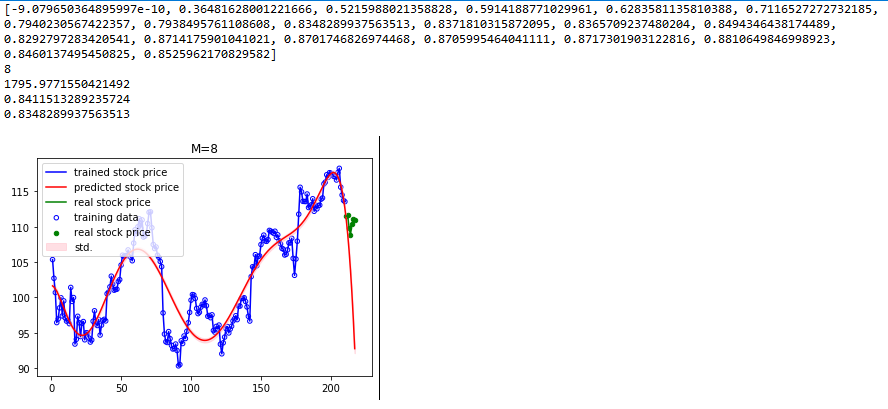 [-9.079650364895997e-10, 0.36481628001221666, 0.5215988021358828, 0.5914188771029961, 0.6283581135810388, 0.7116527272732185,
0.7940230567422357, 0.7938495761108608, 0.8348289937563513, 0.8371810315872095, 0.8365709237480204, 0.8494346438174489,
0.8292797283420541, 0.8714175901041021, 0.8701746826974468, 0.8705995464041111, 0.8717301903122816, 0.8810649846998923,
0.8460137495450825, 0.8525962170829582]
8
1795.9771550421492
0.8411513289235724
0.8348289937563513
M=8
trained stock price
predicted stock price
real stock price
training data
real stock price
std.
115
110
105
100
95
90
0 50 100 150 200